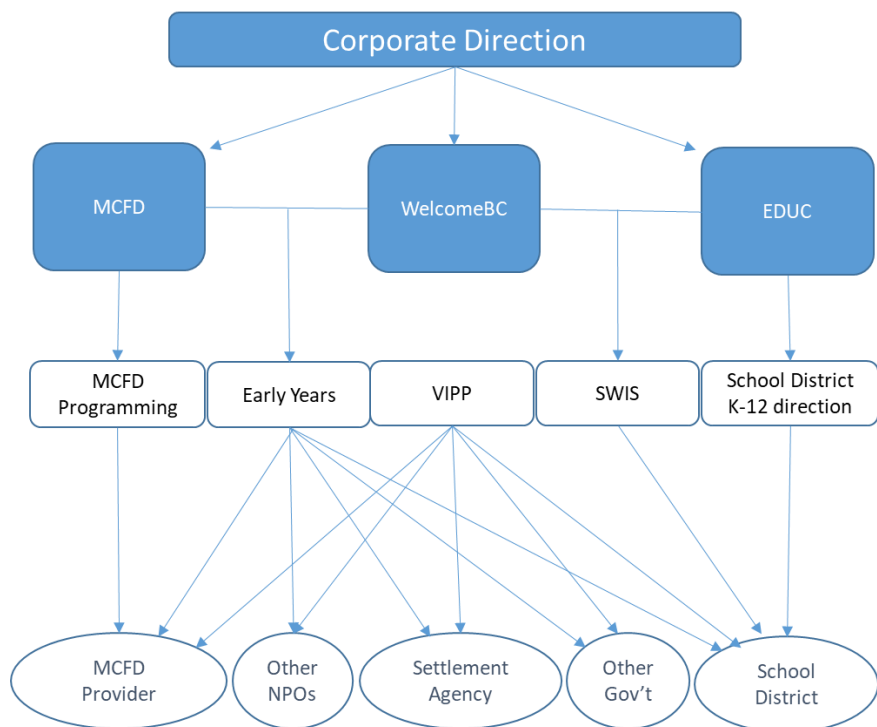 Corporate Direction
MCFD
WelcomeBC
EDUC
MCFD
Programming
Early Years
VIPP
SWIS
School District
K-12 direction
MCFD
Provider
Other
NPOs
Settlement
Agency
Other
Gov't
School
District